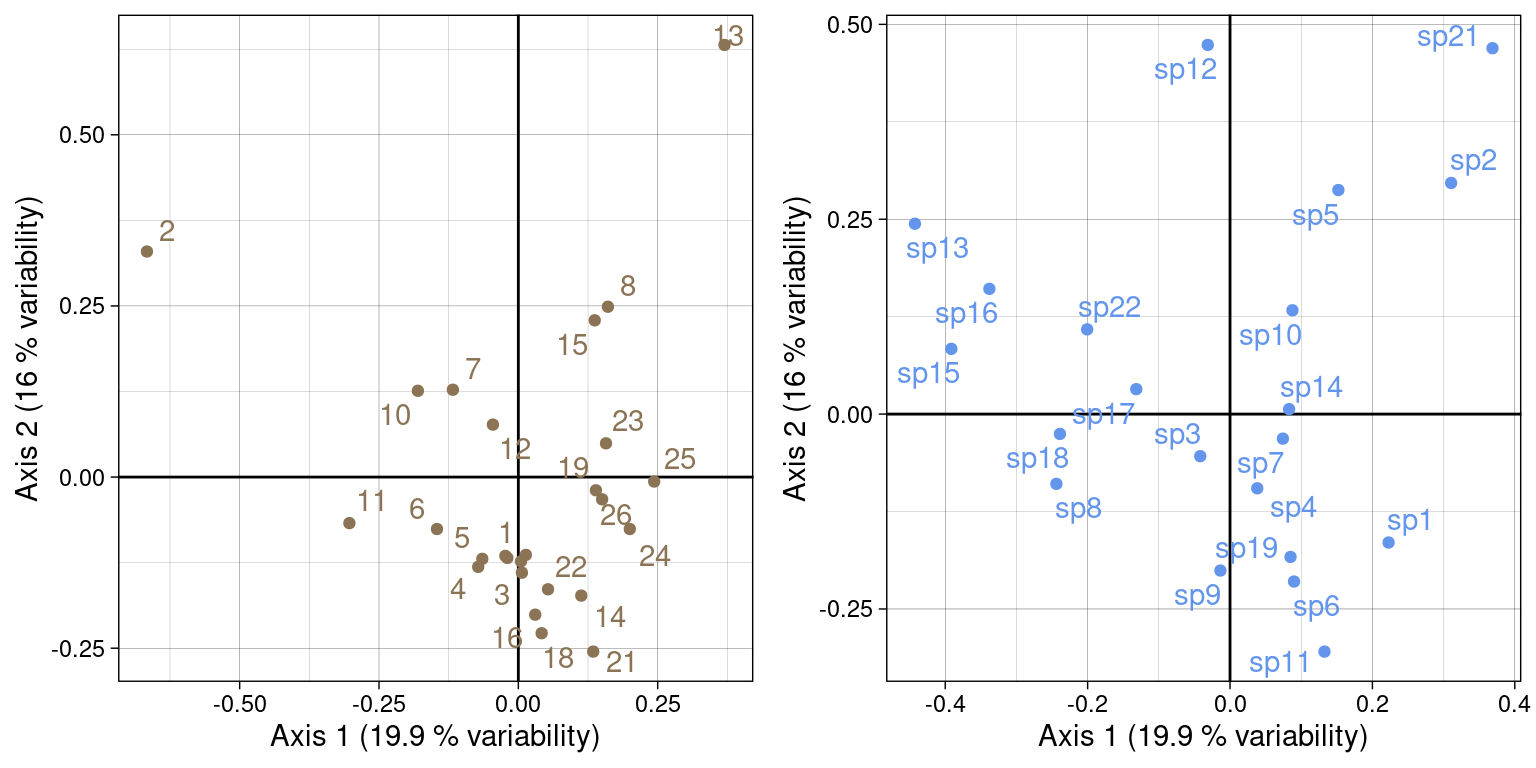 13
0.50
2
0.25
8
15
7
10
23
12
25
19
0.00
11
6
26
5
1
24
22
4
3
14
16
18
21
-0.25
-0.50
-0.25
0.00
0.25
Axis 1 (19.9 % variability)
Axis 2 (16 % variability)
0.50
sp21
sp12
sp2
0.25
sp5
sp13
sp16
sp22
sp10
sp15
sp14
0.00
sp17
sp3
sp18
sp7
sp8
sp4
sp1
sp19
sp9
sp6
-0.25
sp11
-0.4
-0.2
0.0
0.2
0.4
Axis 1 (19.9 % variability)
Axis 2 (16 % variability)